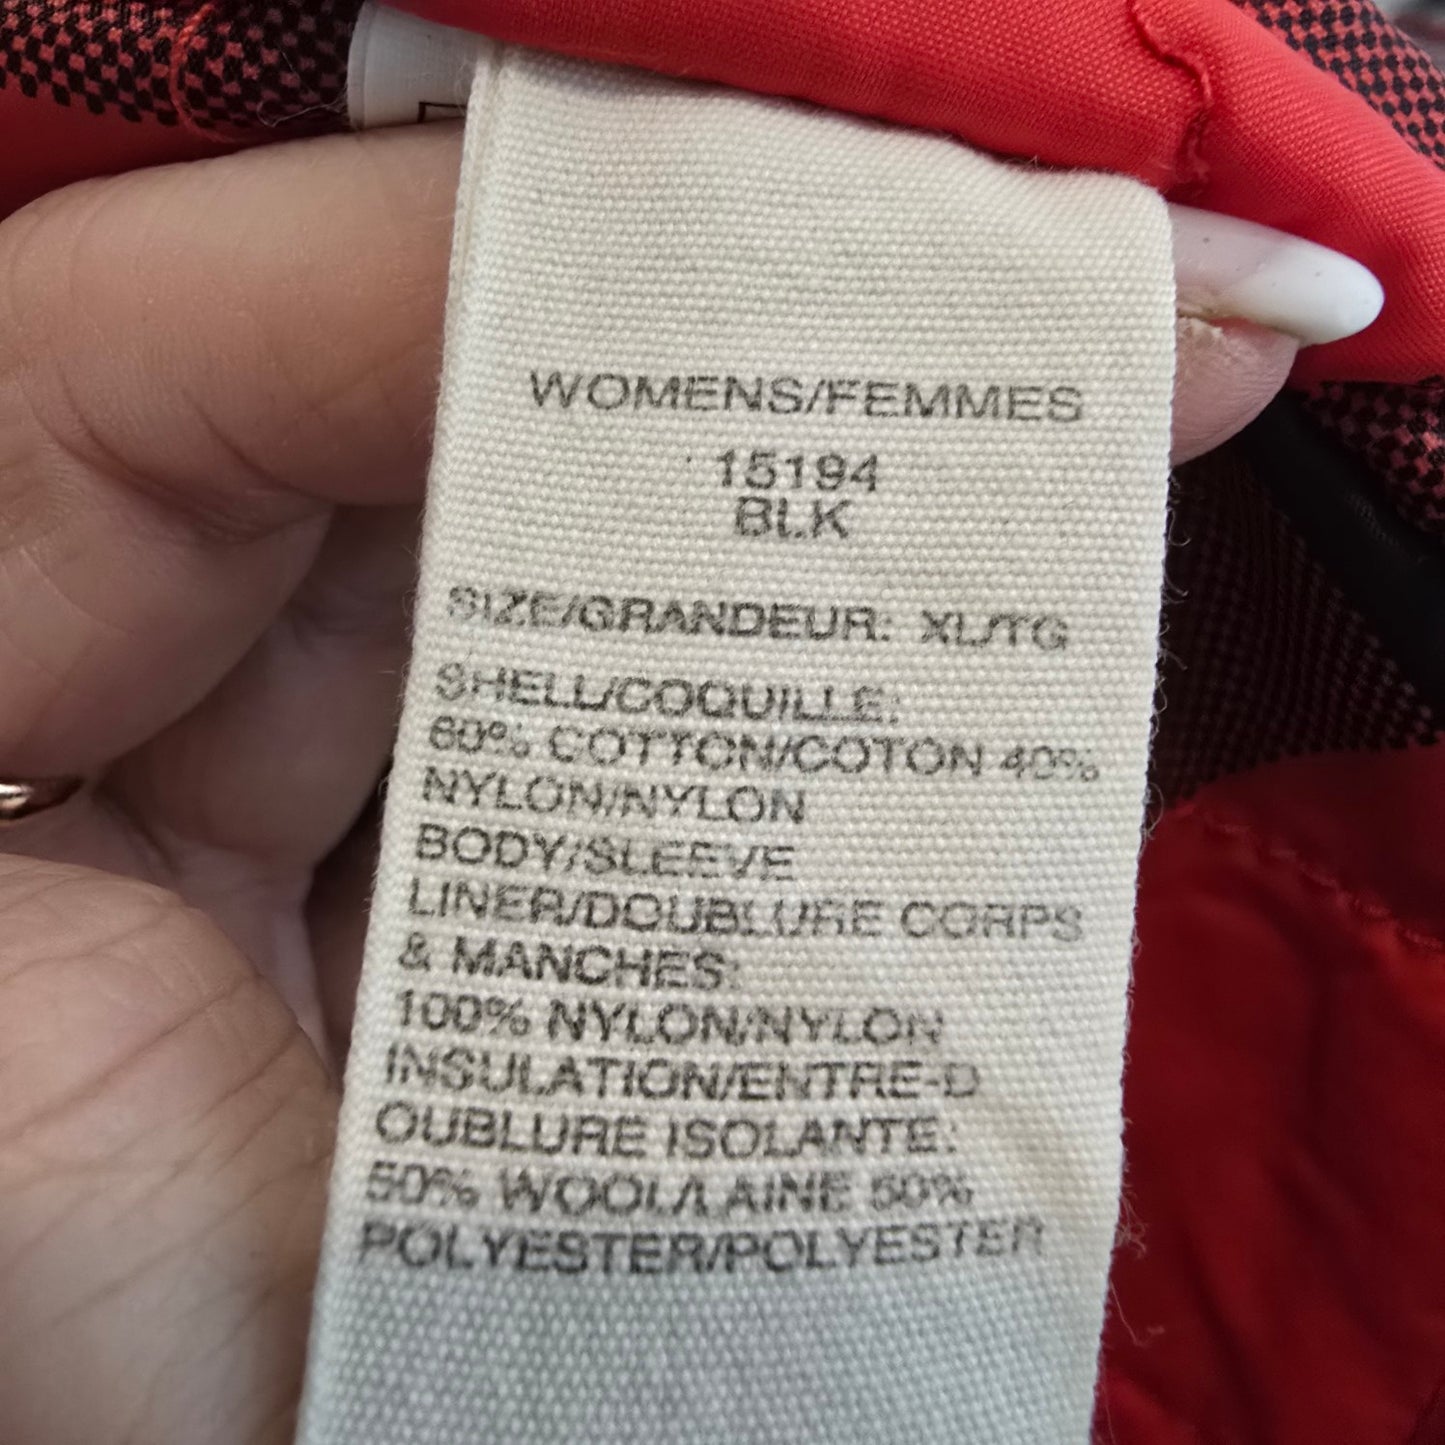 WOMENS/FEMMES
15194
BLK
SIZE/GRANDEUR: XL/TG
SHELL/COQUILLE:
60% COTTON/COTON 40%
NYLON/NYLON
BODY/SLEEVE
LINER/DOUBLURE CORPS
& MANCHES:
100% NYLON/NYLON
INSULATION/ENTRE-D
OUBLURE ISOLANTE:
50% WOOL/LAINE 50%
POLYESTER/POLYESTER